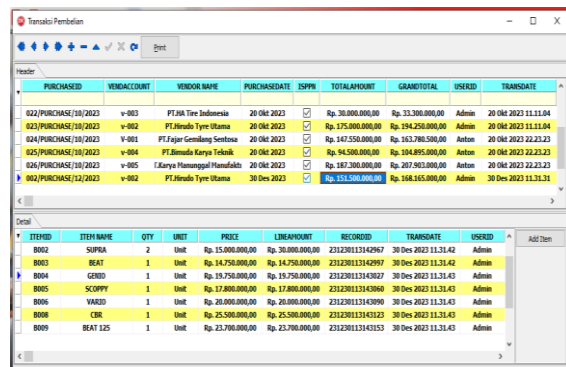 Transaksi Pembelian
Print
Header
PURCHASEID VENDACCOUNT VENDOR NAME PURCHASEDATE ISPPN TOTALAMOUNT GRANDTOTAL USERID TRANSDATE
022/PURCHASE/10/2023 v-003 PT.HA Tire Indonesia 20 Okt 2023 Rp. 30.000.000,00 Rp. 33.300.000,00 Admin 20 Okt 2023 11.11.04
023/PURCHASE/10/2023 v-002 PT.Hirudo Tyre Utama 20 Okt 2023 Rp. 175.000.000,00 Rp. 194.250.000,00 Admin 20 Okt 2023 11.11.04
024/PURCHASE/10/2023 V-001 PT.Fajar Gemilang Sentosa 20 Okt 2023 Rp. 147.550.000,00 Rp. 163.780.500,00 Anton 20 Okt 2023 22.23.23
025/PURCHASE/10/2023 v-004 PT.Bimuda Karya Teknik 20 Okt 2023 Rp. 94.500.000,00 Rp. 104.895.000,00 Anton 20 Okt 2023 22.23.23
026/PURCHASE/10/2023 v-005 T.Karya Manunggal Manufaktu 20 Okt 2023 Rp. 187.300.000,00 Rp. 207.903.000,00 Anton 20 Okt 2023 22.23.23
002/PURCHASE/12/2023 v-002 PT.Hirudo Tyre Utama 30 Des 2023 Rp. 151.500.000,00 Rp. 168.165.000,00 Admin 30 Des 2023 11.31.31
Detail
ITEMID ITEM NAME QTY UNIT PRICE LINEAMOUNT RECORDID TRANSDATE USERID
Add Item
B002 SUPRA 2 Unit Rp. 15.000.000,00 Rp. 30.000.000,00 231230113142967 30 Des 2023 11.31.42 Admin
B003 BEAT 1 Unit Rp. 14.750.000,00 Rp. 14.750.000,00 231230113142997 30 Des 2023 11.31.42 Admin
B004 GENIO 1 Unit Rp. 19.750.000,00 Rp. 19.750.000,00 231230113143027 30 Des 2023 11.31.43 Admin
B005 SCOPPY 1 Unit Rp. 17.800.000,00 Rp. 17.800.000,00 231230113143060 30 Des 2023 11.31.43 Admin
B006 VARIO 1 Unit Rp. 20.000.000,00 Rp. 20.000.000,00 231230113143090 30 Des 2023 11.31.43 Admin
B008 CBR 1 Unit Rp. 25.500.000,00 Rp. 25.500.000,00 231230113143123 30 Des 2023 11.31.43 Admin
B009 BEAT 125 1 Unit Rp. 23.700.000,00 Rp. 23.700.000,00 231230113143153 30 Des 2023 11.31.43 Admin